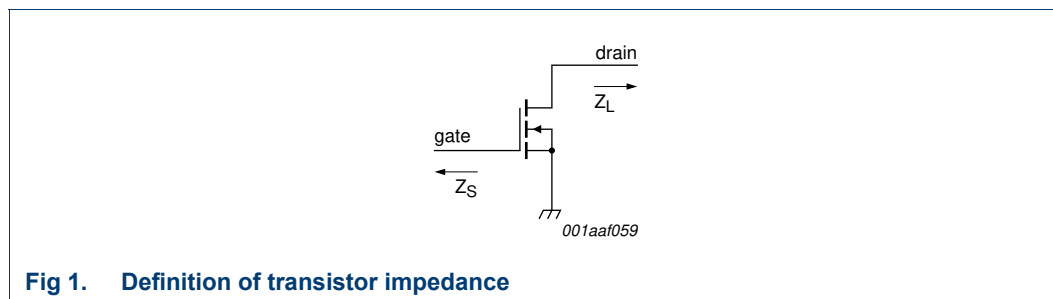 drain
Z_L
gate
Z_S
001aaf059
Fig 1. Definition of transistor impedance